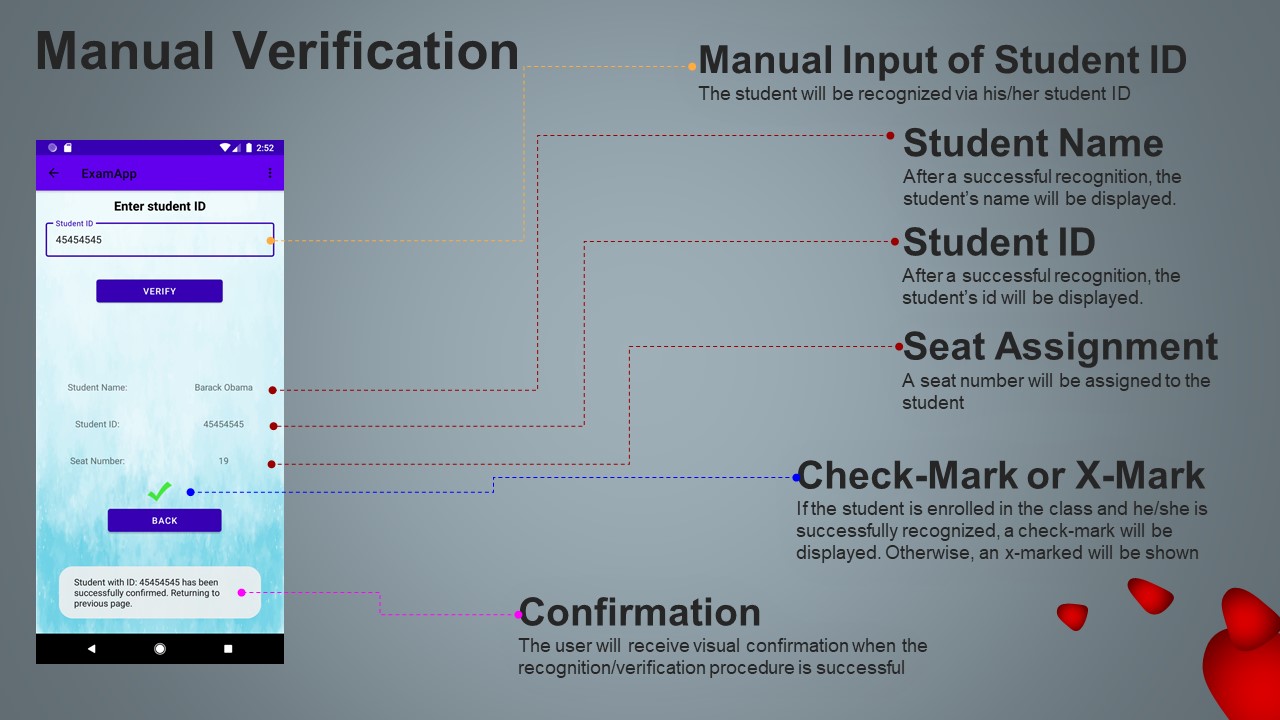 Manual Verification
Manual Input of Student ID
The student will be recognized via his/her student ID
Student Name
After a successful recognition, the
student’s name will be displayed.
Student ID
After a successful recognition, the
student’s id will be displayed.
Seat Assignment
A seat number will be assigned to the
student
Check-Mark or X-Mark
If the student is enrolled in the class and he/she is
successfully recognized, a check-mark will be
displayed. Otherwise, an x-marked will be shown
Confirmation
The user will receive visual confirmation when the
recognition/verification procedure is successful
2:52
ExamApp
Enter student ID
Student ID
45454545
VERIFY
Student Name: Barack Obama
Student ID: 45454545
Seat Number: 19
BACK
Student with ID: 45454545 has been
successfully confirmed. Returning to
previous page.